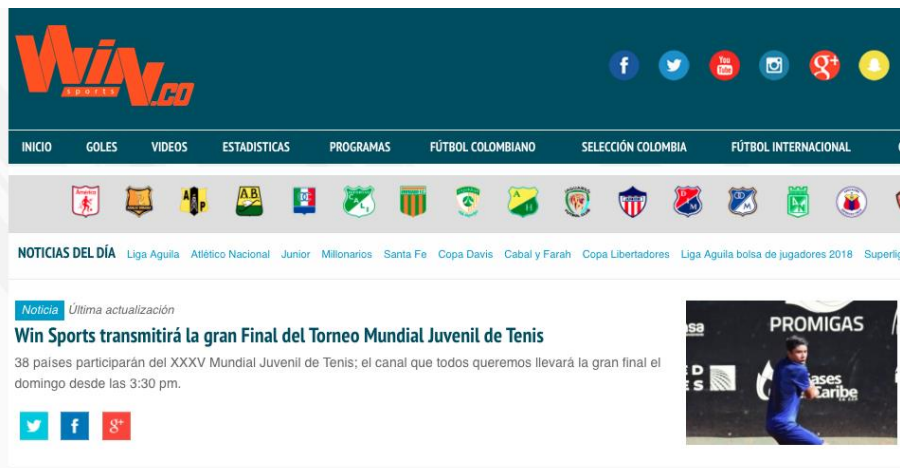 Win
sports
.co
INICIO GOLES VIDEOS ESTADISTICAS PROGRAMAS FÚTBOL COLOMBIANO SELECCIÓN COLOMBIA FÚTBOL INTERNACIONAL
NOTICIAS DEL DÍA Liga Aguila Atlético Nacional Junior Millonarios Santa Fe Copa Davis Cabal y Farah Copa Libertadores Liga Aguila bolsa de jugadores 2018
Noticia Última actualización
Win Sports transmitirá la gran Final del Torneo Mundial Juvenil de Tenis
38 países participarán del XXXV Mundial Juvenil de Tenis; el canal que todos queremos llevará la gran final el
domingo desde las 3:30 pm.
PROMIGAS